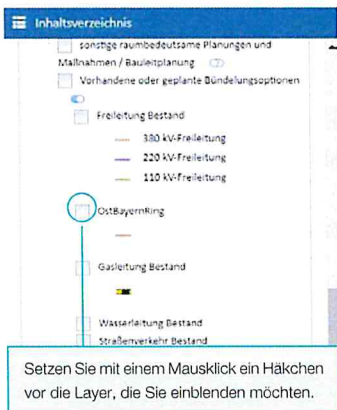 Inhaltsverzeichnis
sonstige raumbedeutsame Planungen und
Maßnahmen / Bauleitplanung
Vorhandene oder geplante Bündelungsoptionen
Freileitung Bestand
380 kV-Freileitung
220 kV-Freileitung
110 kV-Freileitung
OstBayernRing
Gasleitung Bestand
Wasserleitung Bestand
Straßenverkehr Bestand
Setzen Sie mit einem Mausklick ein Häkchen
vor die Layer, die Sie einblenden möchten.